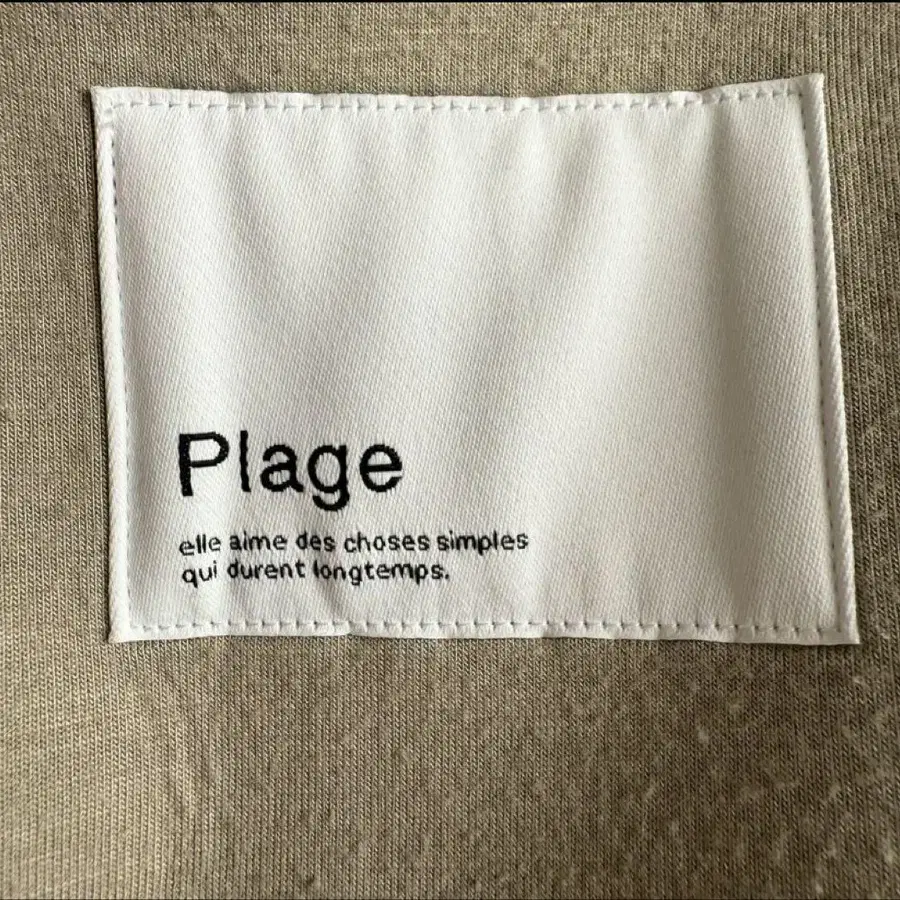 Plage
elle aime des choses simples
qui durent longtemps.